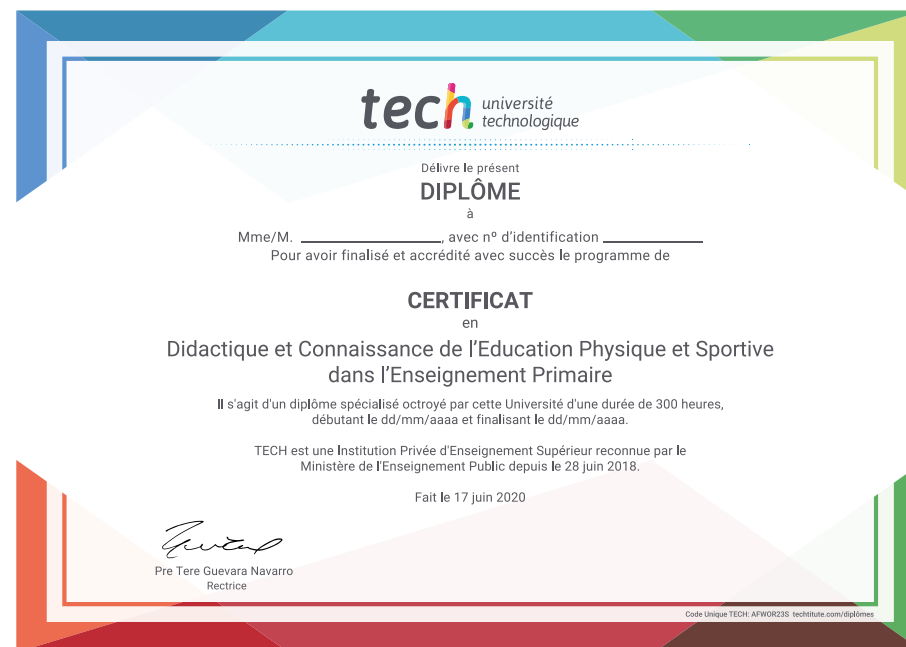 tech université
technologique
Délivre le présent
DIPLÔME
à
Mme/M. ____________________, avec nº d'identification ______________
Pour avoir finalisé et accrédité avec succès le programme de
CERTIFICAT
en
Didactique et Connaissance de l'Education Physique et Sportive
dans l'Enseignement Primaire
Il s'agit d'un diplôme spécialisé octroyé par cette Université d'une durée de 300 heures,
débutant le dd/mm/aaaa et finalisant le dd/mm/aaaa.
TECH est une Institution Privée d'Enseignement Supérieur reconnue par le
Ministère de l'Enseignement Public depuis le 28 juin 2018.
Fait le 17 juin 2020
Pre Tere Guevara Navarro
Rectrice
Code Unique TECH: AFWOR23S techtitute.com/diplômes